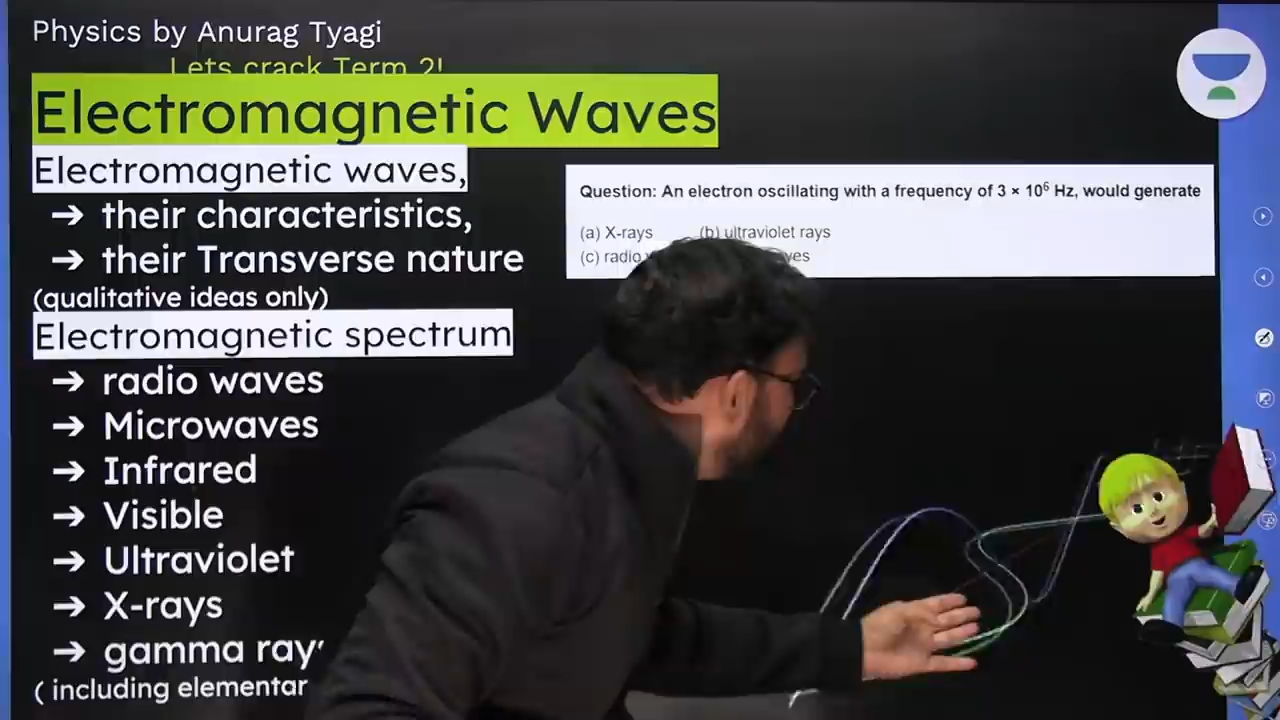 Physics by Anurag Tyagi
Lets crack Term 2!
Electromagnetic Waves
Electromagnetic waves,
→ their characteristics,
→ their Transverse nature
(qualitative ideas only)
Electromagnetic spectrum
→ radio waves
→ Microwaves
→ Infrared
→ Visible
→ Ultraviolet
→ X-rays
→ gamma ray
( including elementar
Question: An electron oscillating with a frequency of 3 × 10⁶ Hz, would generate
(a) X-rays (b) ultraviolet rays
(c) radio